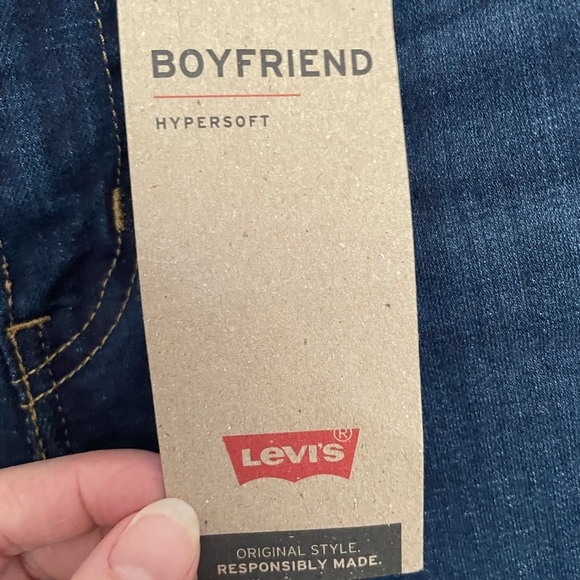 BOYFRIEND
HYPERSOFT
LEVI'S®
ORIGINAL STYLE.
RESPONSIBLY MADE.